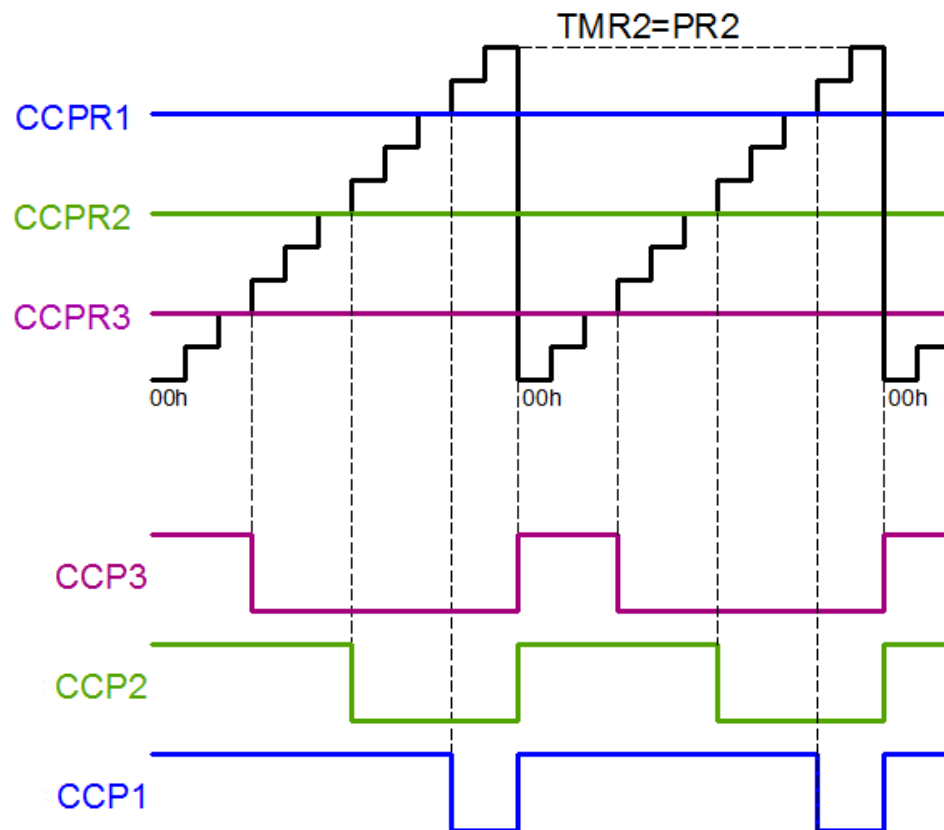 TMR2=PR2
CCPR1
CCPR2
CCPR3
00h 00h 00h
CCP3
CCP2
CCP1